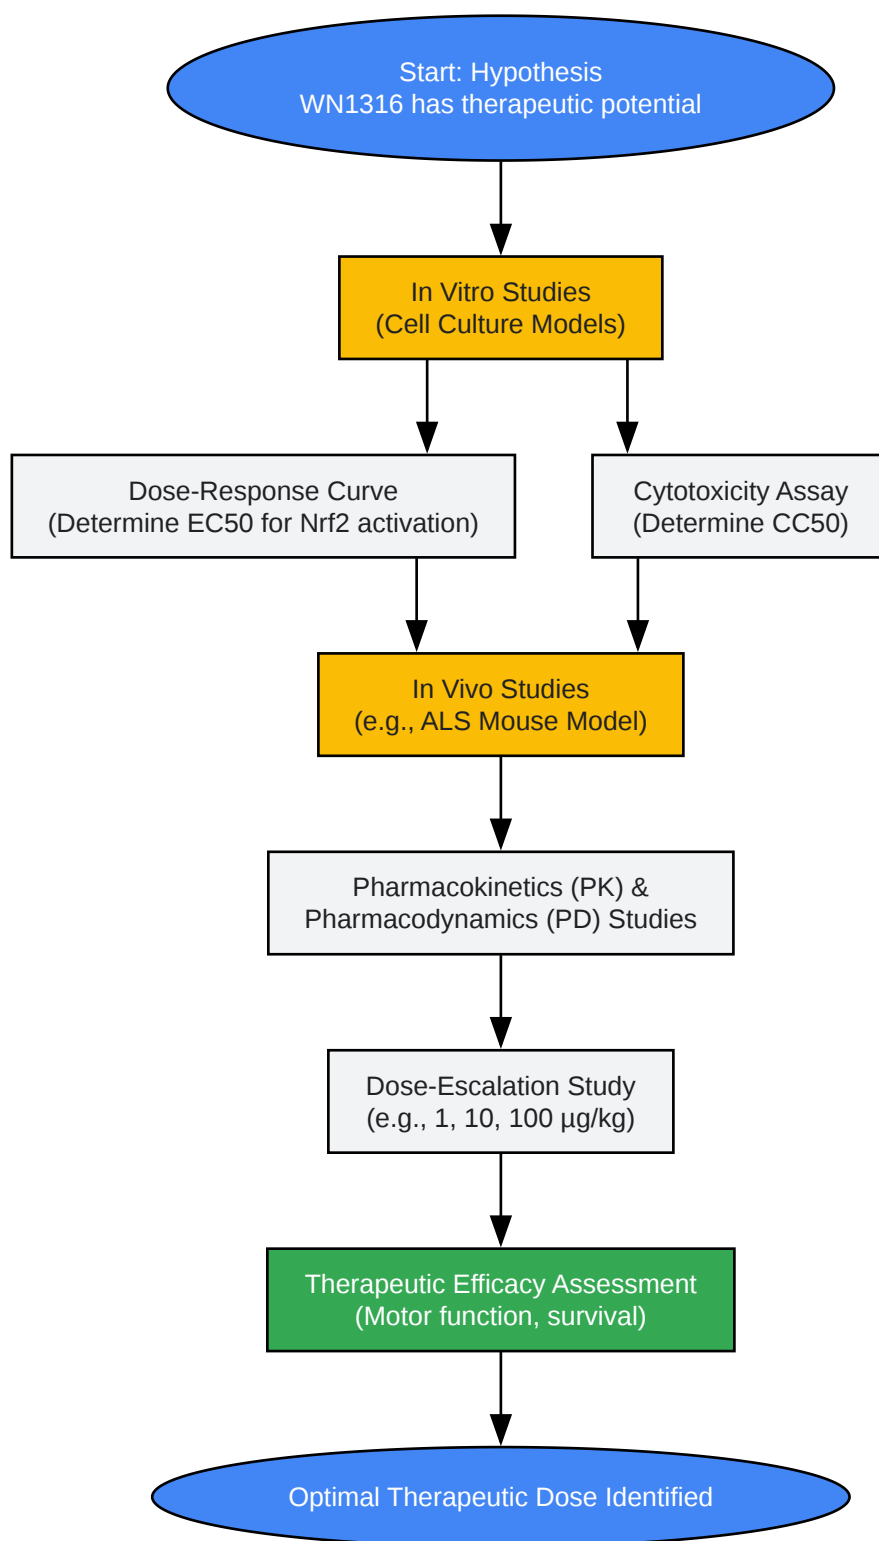 Start: Hypothesis
WN1316 has therapeutic potential
In Vitro Studies
(Cell Culture Models)
Dose-Response Curve
(Determine EC50 for Nrf2 activation)
Cytotoxicity Assay
(Determine CC50)
In Vivo Studies
(e.g., ALS Mouse Model)
Pharmacokinetics (PK) &
Pharmacodynamics (PD) Studies
Dose-Escalation Study
(e.g., 1, 10, 100 µg/kg)
Therapeutic Efficacy Assessment
(Motor function, survival)
Optimal Therapeutic Dose Identified